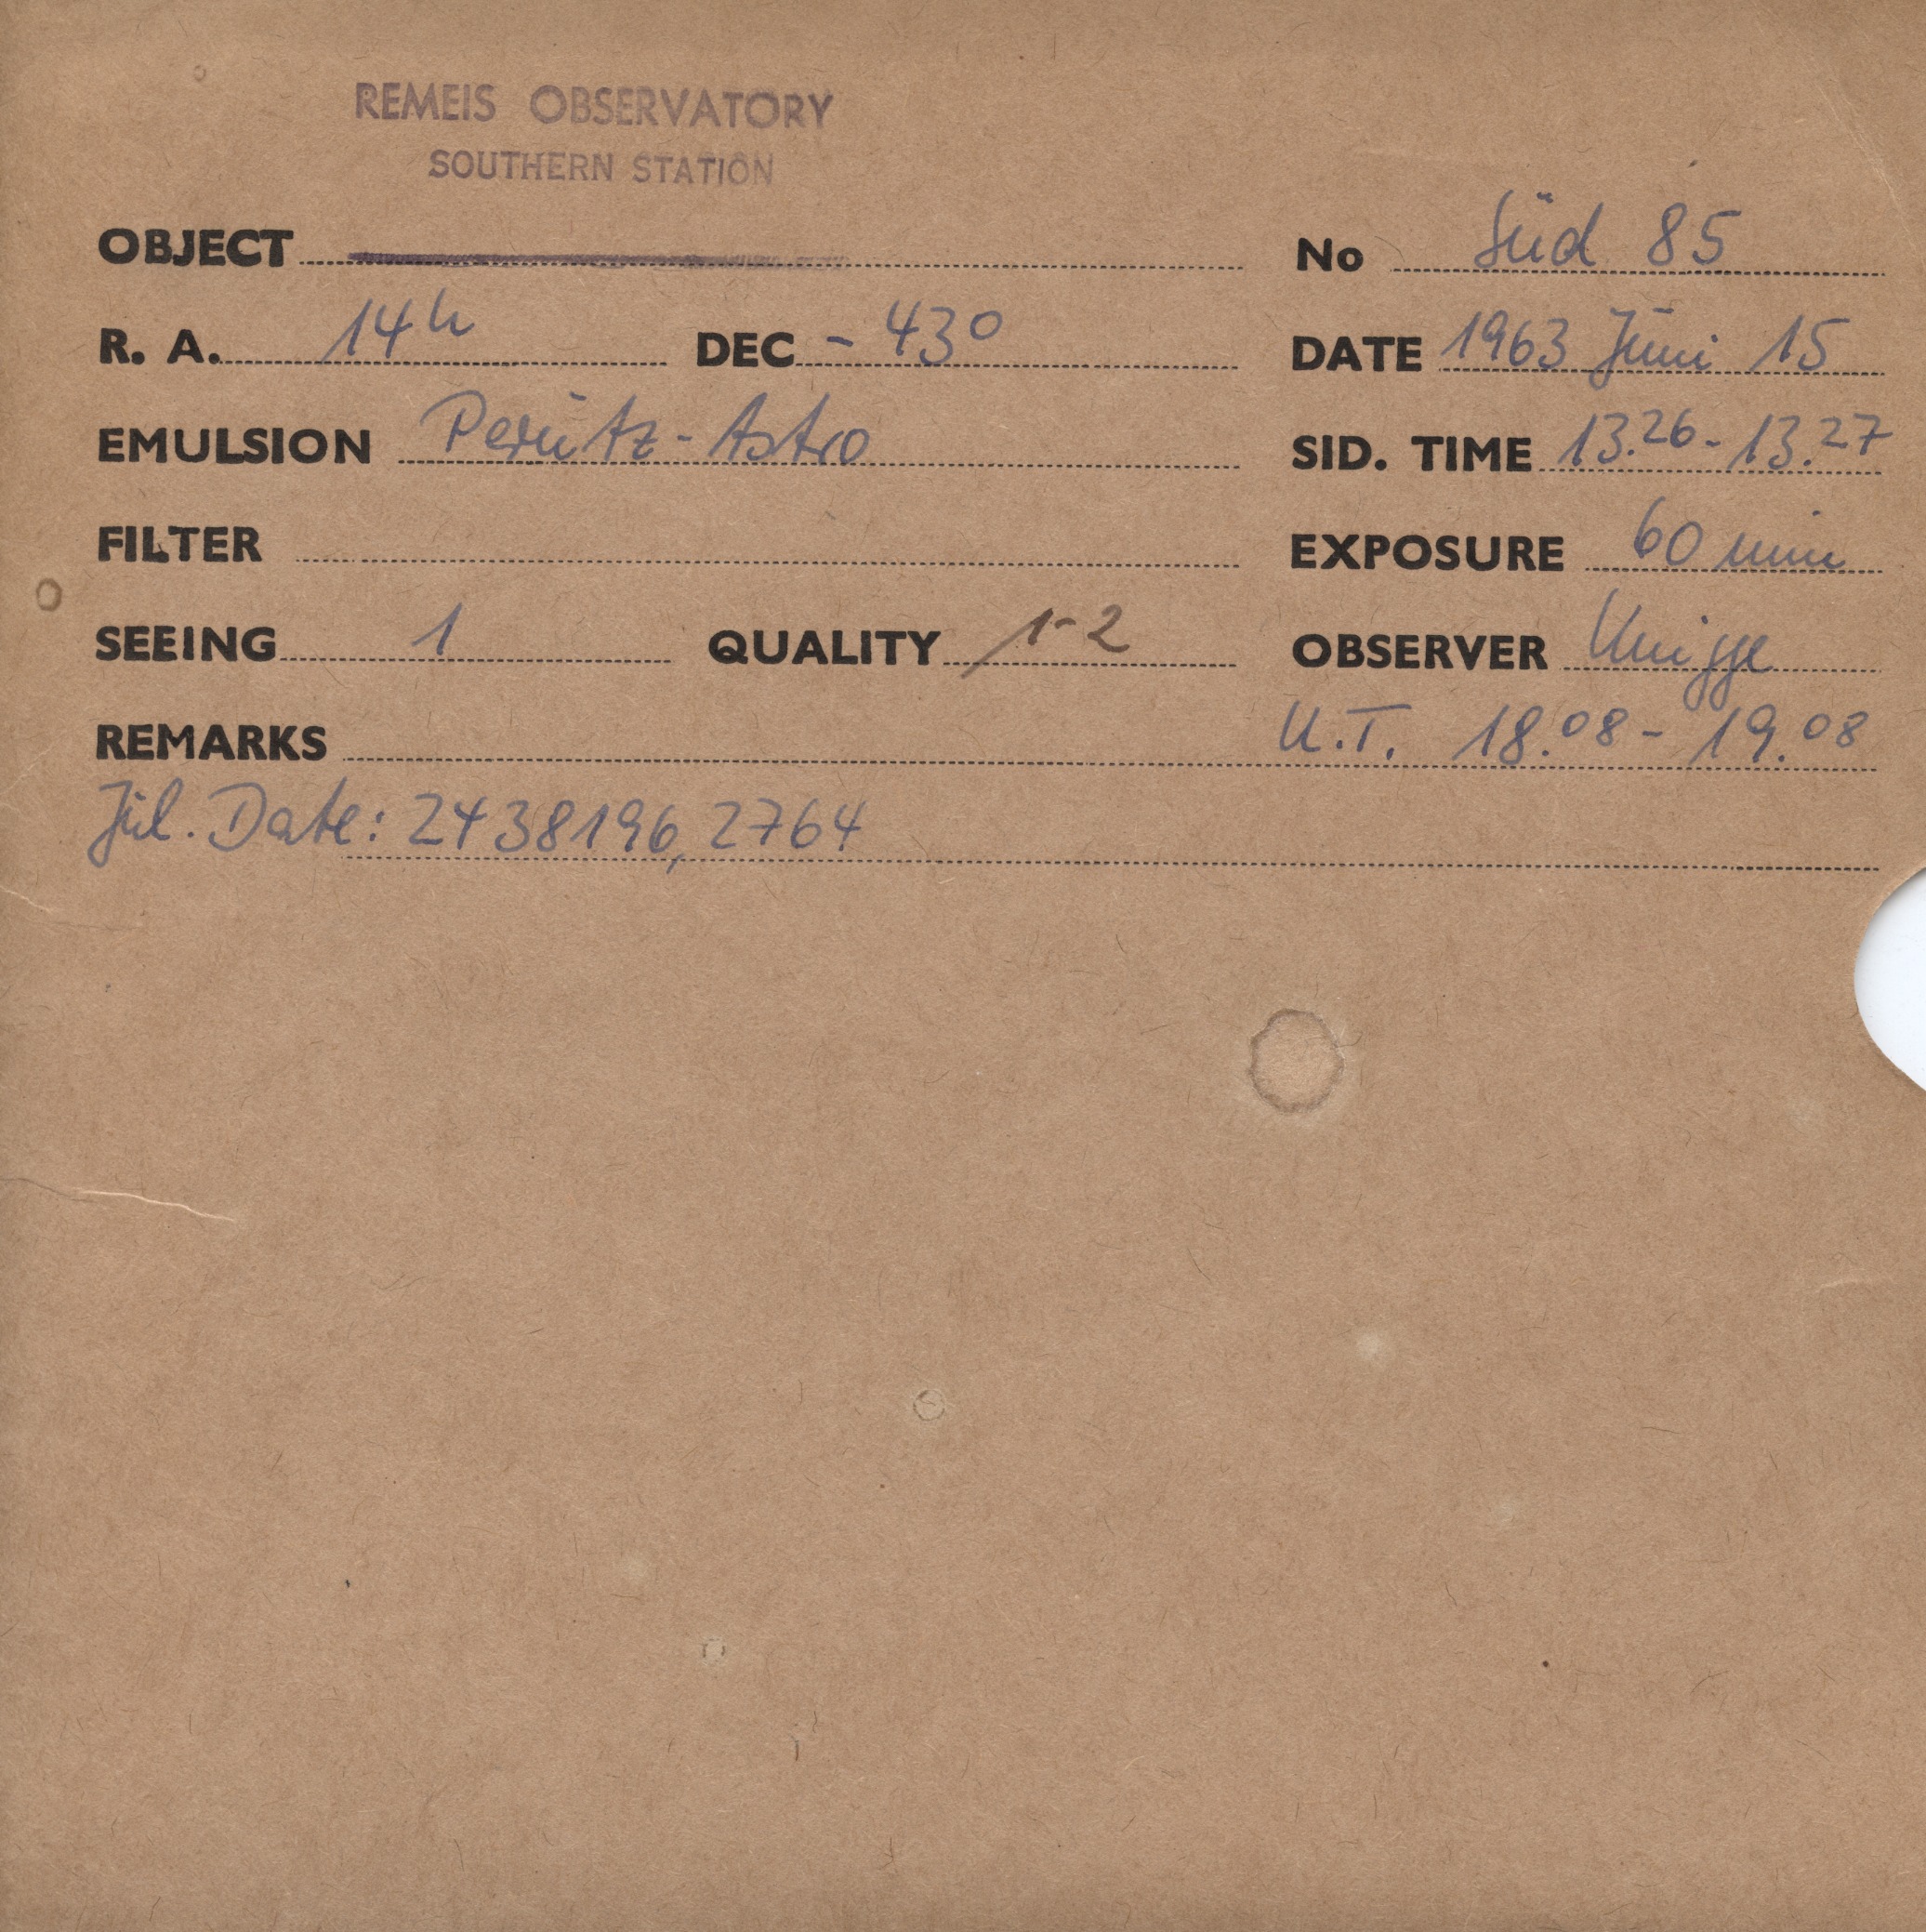 REMEIS OBSERVATORY
SOUTHERN STATION
OBJECT No Süd 85
R. A. 14h DEC - 43° DATE 1963 Juni 15
EMULSION Perutz-Astro SID. TIME 13.26 - 13.27
FILTER EXPOSURE 60 min
SEEING 1 QUALITY 1-2 OBSERVER Knigge
REMARKS U.T. 18.08 - 19.08
Jul. Date: 2438196,2764